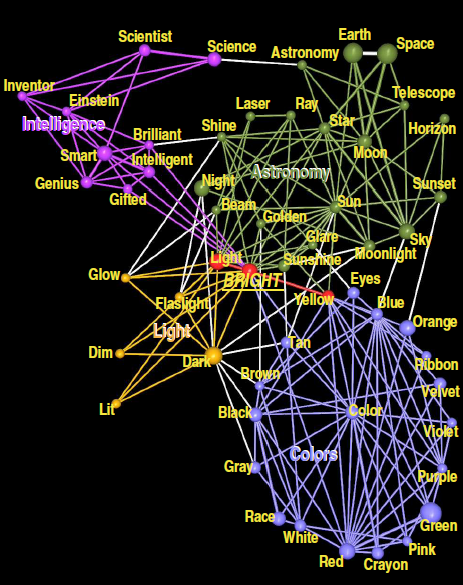 Earth
Scientist
Space
Science
Astronomy
Inventor
Telescope
Einstein
Laser
Ray
Intelligence
Shine
Star
Horizon
Brilliant
Smart
Intelligent
Moon
Astronomy
Genius
Night
Sunset
Gifted
Beam
Golden
Sun
Glare
Sky
Light
Sunshine
Moonlight
Glow
BRIGHT
Eyes
Flaslight
Yellow
Blue
Light
Orange
Dim
Dark
Tan
Ribbon
Brown
Velvet
Lit
Black
Color
Violet
Colors
Gray
Purple
Race
White
Green
Red
Crayon
Pink